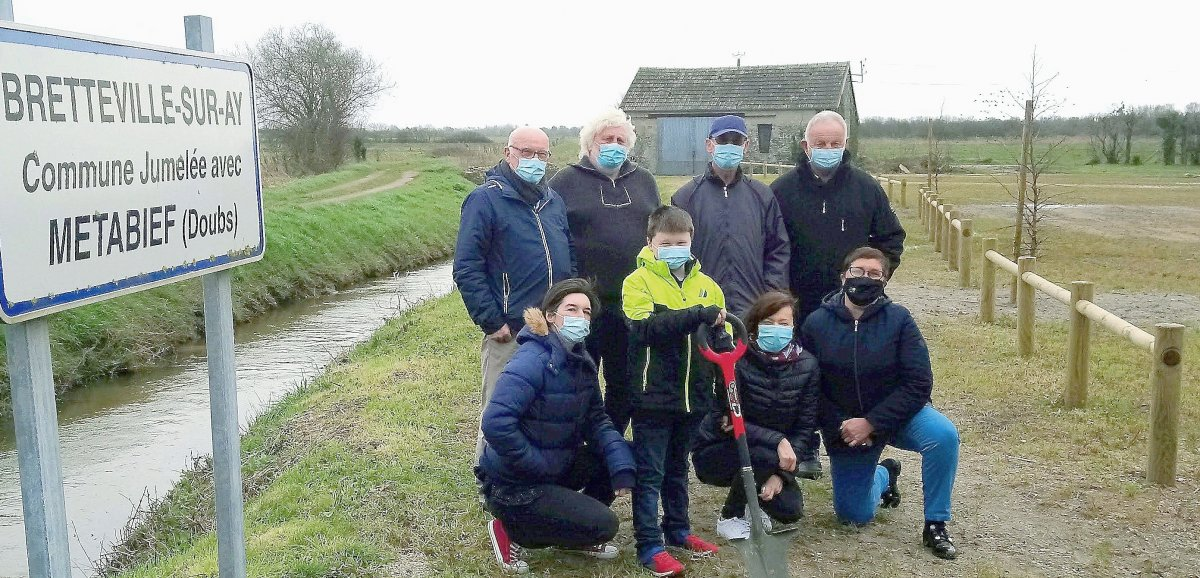 BRETTEVILLE-SUR-AY
Commune Jumelée avec
METABIEF (Doubs)